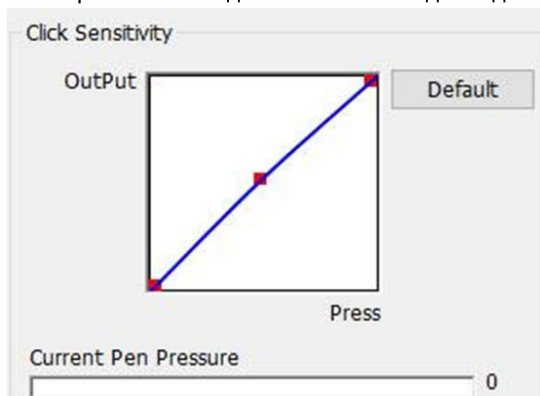 Click Sensitivity
OutPut
Default
Press
Current Pen Pressure
0